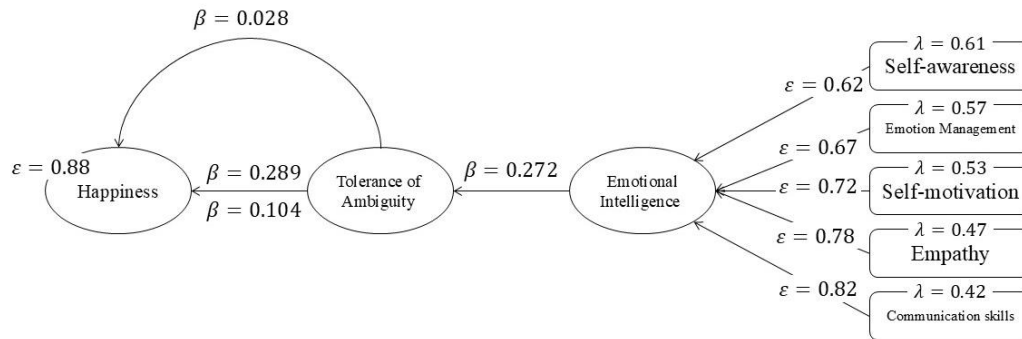 β = 0.028
λ = 0.61
Self-awareness
ε = 0.62
λ = 0.57
Emotion Management
ε = 0.67
ε = 0.88
Happiness
β = 0.289
β = 0.104
Tolerance of
Ambiguity
β = 0.272
Emotional
Intelligence
ε = 0.72
λ = 0.53
Self-motivation
ε = 0.78
λ = 0.47
Empathy
ε = 0.82
λ = 0.42
Communication skills